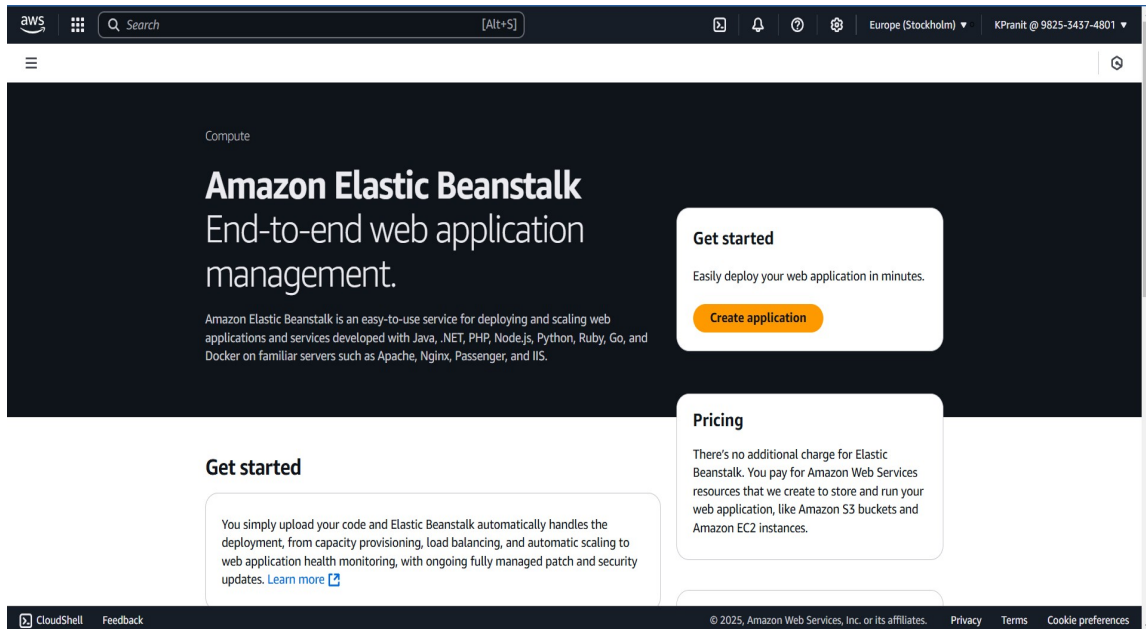 aws
Search
[Alt+S]
Europe (Stockholm) ▼
KPranit @ 9825-3437-4801 ▼
Compute
Amazon Elastic Beanstalk
End-to-end web application
management.
Amazon Elastic Beanstalk is an easy-to-use service for deploying and scaling web
applications and services developed with Java, .NET, PHP, Node.js, Python, Ruby, Go, and
Docker on familiar servers such as Apache, Nginx, Passenger, and IIS.
Get started
Easily deploy your web application in minutes.
Create application
Pricing
There's no additional charge for Elastic
Beanstalk. You pay for Amazon Web Services
resources that we create to store and run your
web application, like Amazon S3 buckets and
Amazon EC2 instances.
Get started
You simply upload your code and Elastic Beanstalk automatically handles the
deployment, from capacity provisioning, load balancing, and automatic scaling to
web application health monitoring, with ongoing fully managed patch and security
updates. Learn more
CloudShell
Feedback
© 2025, Amazon Web Services, Inc. or its affiliates.
Privacy
Terms
Cookie preferences